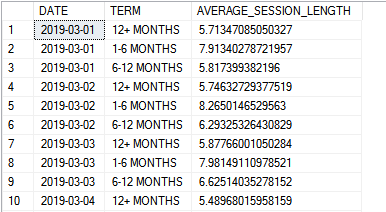 DATE TERM AVERAGE_SESSION_LENGTH
1 2019-03-01 12+ MONTHS 5.71347085050327
2 2019-03-01 1-6 MONTHS 7.91340278721957
3 2019-03-01 6-12 MONTHS 5.817399382196
4 2019-03-02 12+ MONTHS 5.74632729377519
5 2019-03-02 1-6 MONTHS 8.2650146529563
6 2019-03-02 6-12 MONTHS 6.29325326430829
7 2019-03-03 12+ MONTHS 5.87766001050284
8 2019-03-03 1-6 MONTHS 7.98149110978521
9 2019-03-03 6-12 MONTHS 6.62514035278152
10 2019-03-04 12+ MONTHS 5.48968015958159